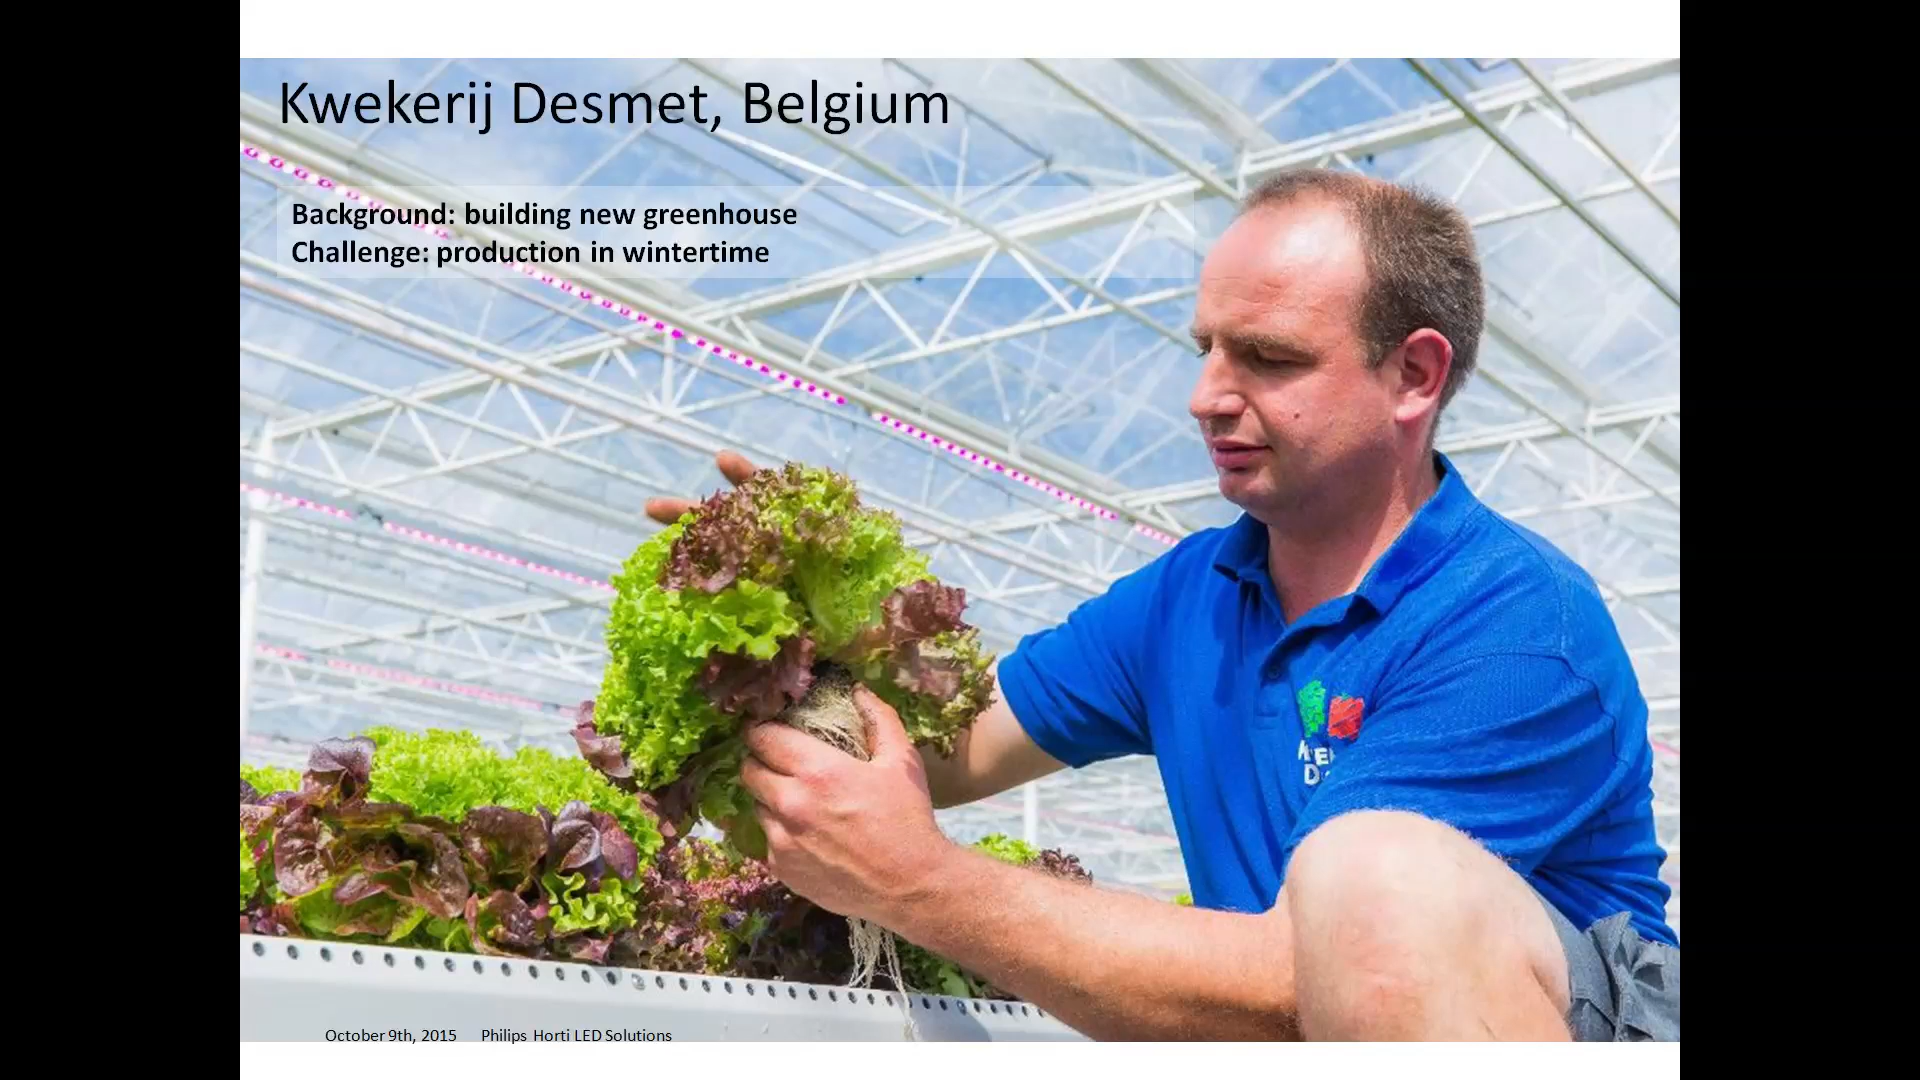 Kwekerij Desmet, Belgium
Background: building new greenhouse
Challenge: production in wintertime
October 9th, 2015 Philips Horti LED Solutions